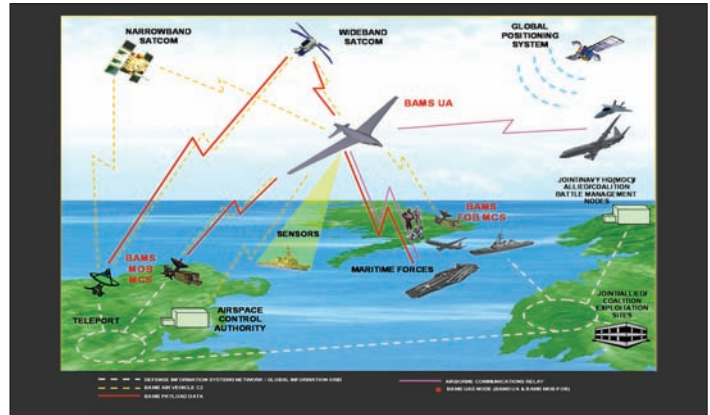 NARROWBAND
SATCOM
WIDEBAND
SATCOM
GLOBAL
POSITIONING
SYSTEM
BAMS UA
JOINT/NAVY HQ(MOC)/
ALLIED/COALITION
BATTLE MANAGEMENT
NODES
BAMS
FOB MCS
SENSORS
BAMS
MOB
MCS
MARITIME FORCES
TELEPORT
AIRSPACE
CONTROL
AUTHORITY
JOINT/ALLIED/
COALITION
EXPLOITATION
SITES
DEFENSE INFORMATION SYSTEMS NETWORK / GLOBAL INFORMATION GRID
BAMS AIR VEHICLE C2
BAMS PAYLOAD DATA
AIRBORNE COMMUNICATIONS RELAY
BAMS UAS NODE (BAMS UA & BAMS MOB/FOB)